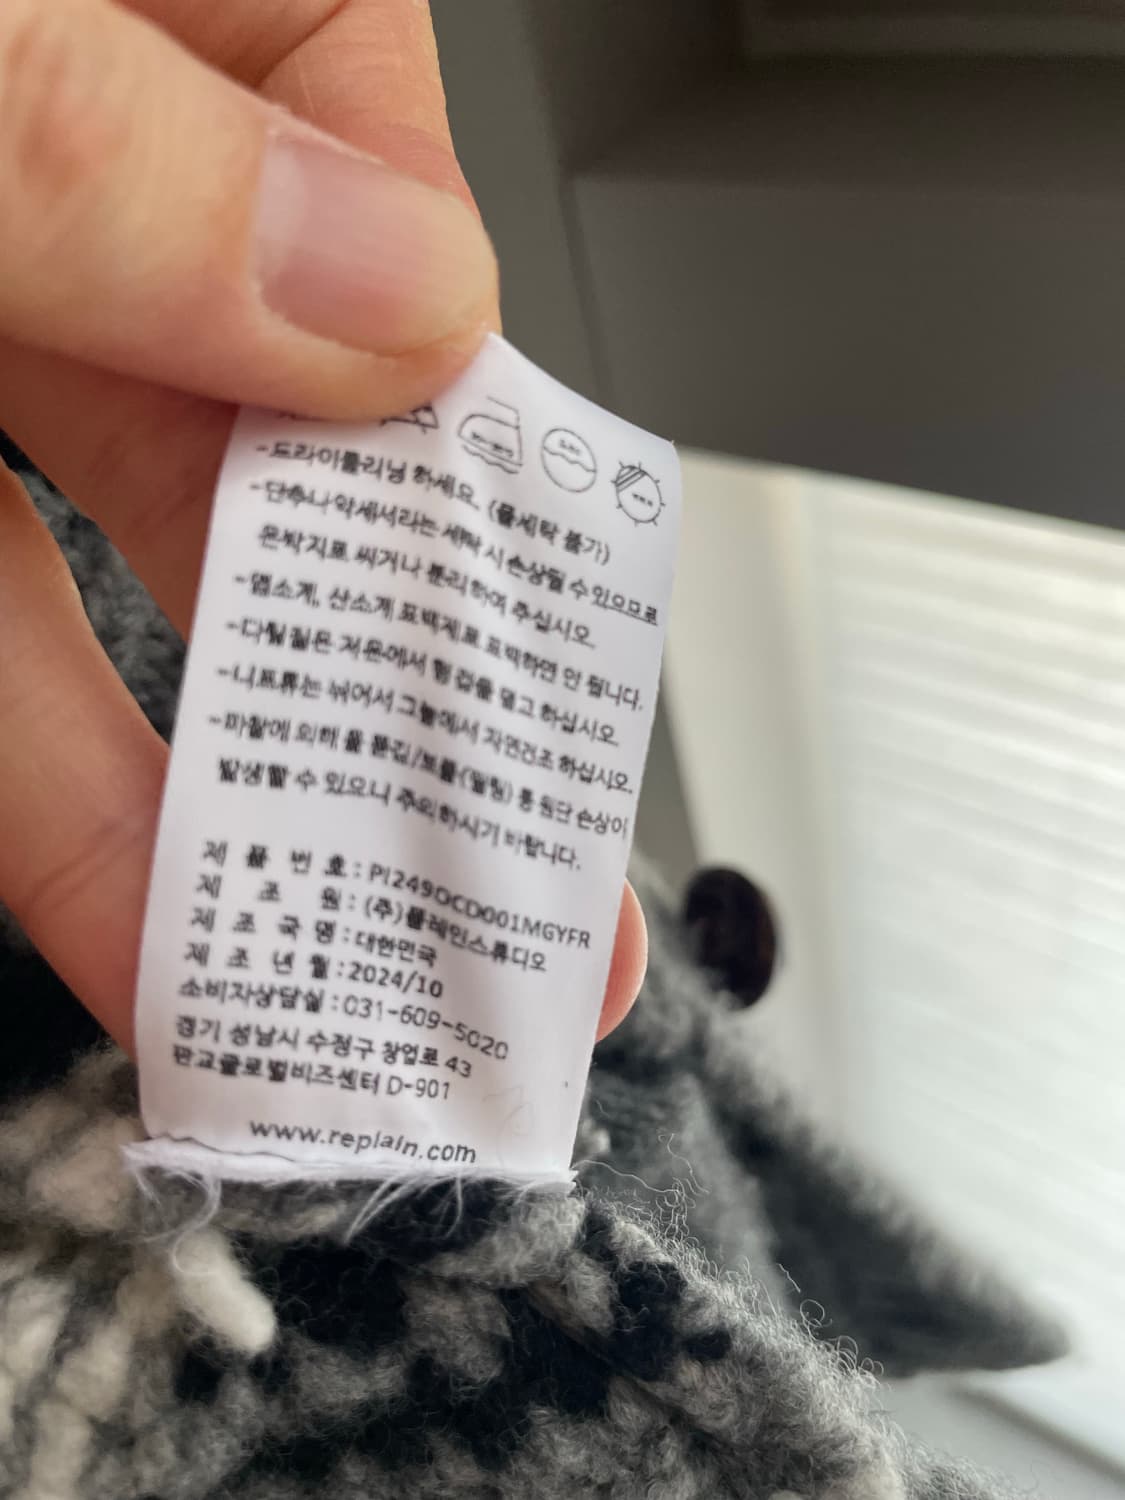 -드라이클리닝 하세요. (물세탁 불가)
-단추나 악세서리는 세탁 시 손상될 수 있으므로
은박지로 씌거나 분리하여 주십시오.
-염소계, 산소계 표백제로 표백하면 안 됩니다.
-다림질은 저온에서 헝겊을 덮고 하십시오.
-니트류는 뉘어서 그늘에서 자연건조 하십시오.
-마찰에 의해 올 뜯김/보풀(필링) 등 원단 손상이
발생할 수 있으니 주의하시기 바랍니다.
제 품 번 호 : PI249OCD001MGYFR
제 조 원 : (주)플레인스튜디오
제 조 국 명 : 대한민국
제 조 년 월 : 2024/10
소비자상담실 : 031-609-5020
경기 성남시 수정구 창업로 43
판교글로벌비즈센터 D-901
www.replain.com